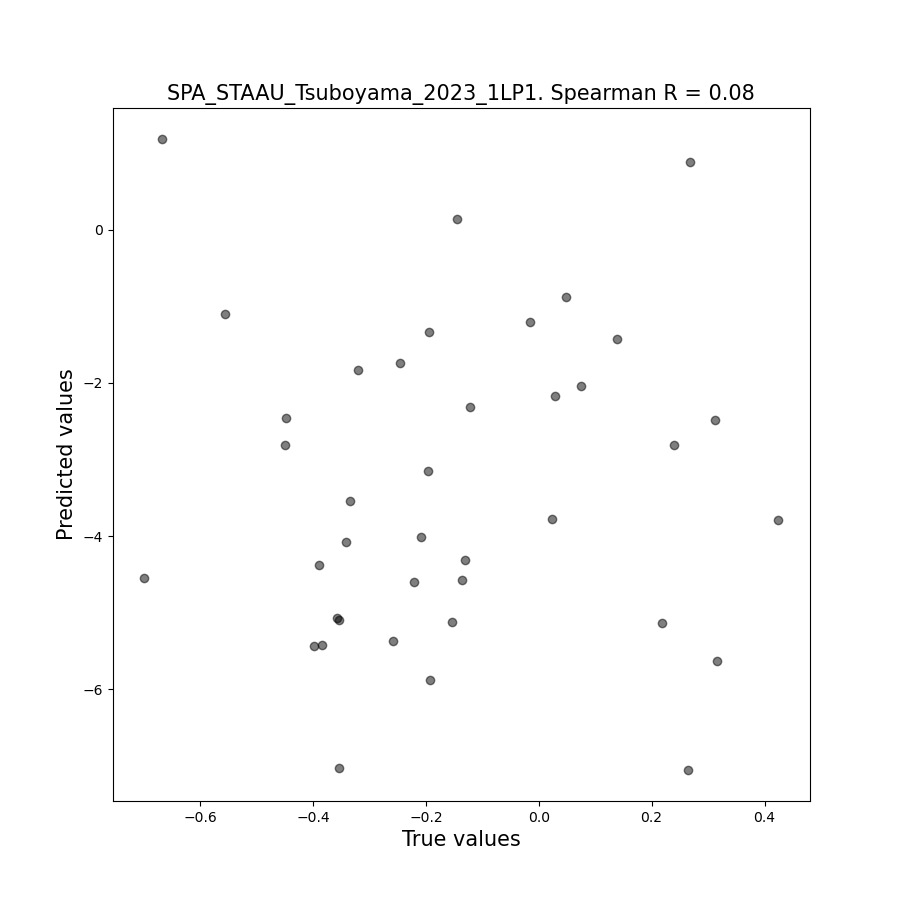 SPA_STAAU_Tsuboyama_2023_1LP1. Spearman R = 0.08
Predicted values
0
−2
−4
−6
−0.6 −0.4 −0.2 0.0 0.2 0.4
True values